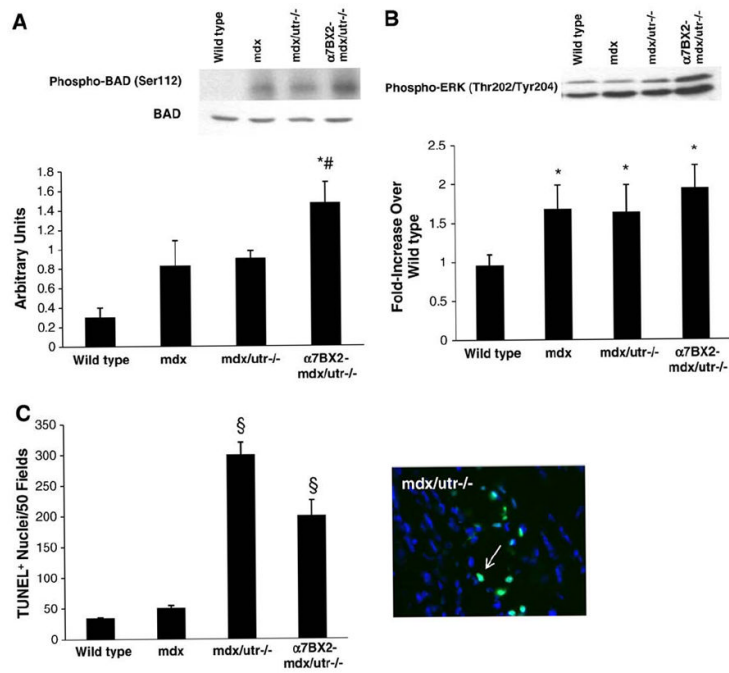 A
Wild type
mdx
mdx/utr-/-
α7BX2-
mdx/utr-/-
Phospho-BAD (Ser112)
BAD
Arbitrary Units
1.8
1.6
1.4
1.2
1
0.8
0.6
0.4
0.2
0
*#
Wild type
mdx
mdx/utr-/-
α7BX2-
mdx/utr-/-
B
Wild type
mdx
mdx/utr-/-
α7BX2-
mdx/utr-/-
Phospho-ERK (Thr202/Tyr204)
Fold-Increase Over
Wild type
2.5
2
1.5
1
0.5
0
*
*
*
Wild type
mdx
mdx/utr-/-
α7BX2-
mdx/utr-/-
C
TUNEL+ Nuclei/50 Fields
350
300
250
200
150
100
50
0
§
§
Wild type
mdx
mdx/utr-/-
α7BX2-
mdx/utr-/-
mdx/utr-/-